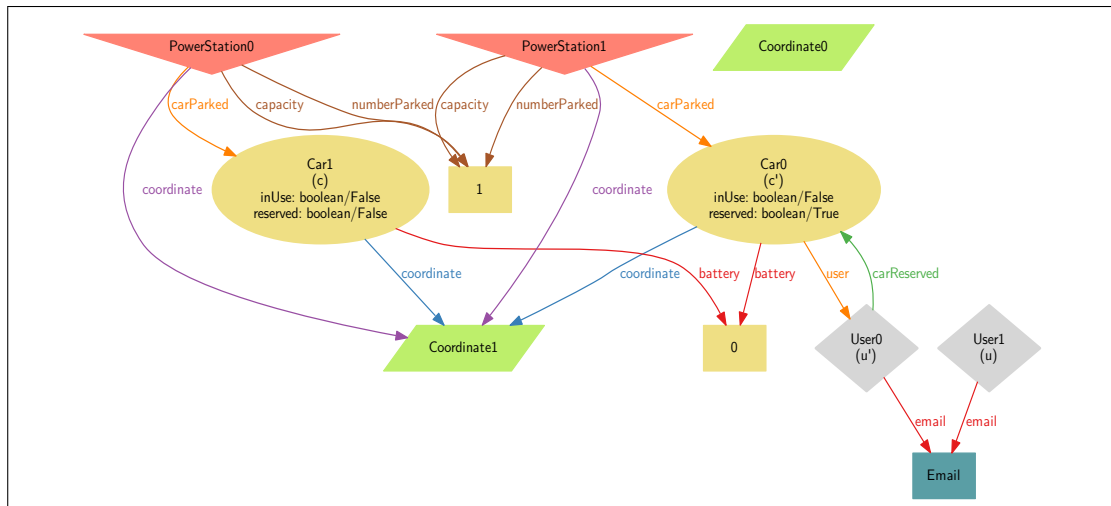 PowerStation0
PowerStation1
Coordinate0
carParked
capacity
numberParked
capacity
numberParked
carParked
Car1
(c)
inUse: boolean/False
reserved: boolean/False
1
Car0
(c')
inUse: boolean/False
reserved: boolean/True
coordinate
coordinate
coordinate
coordinate
battery
battery
user
carReserved
Coordinate1
0
User0
(u')
User1
(u)
email
email
Email